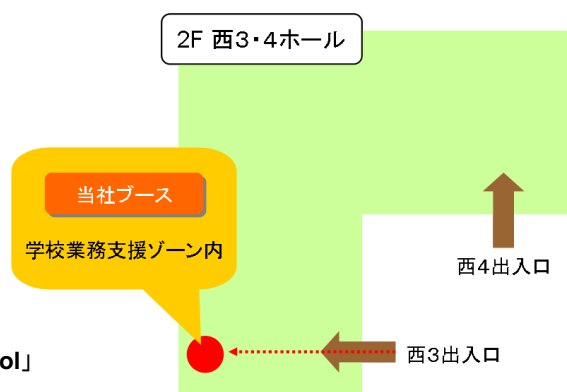 2F 西3・4ホール
当社ブース
学校業務支援ゾーン内
西4出入口
西3出入口
ol」